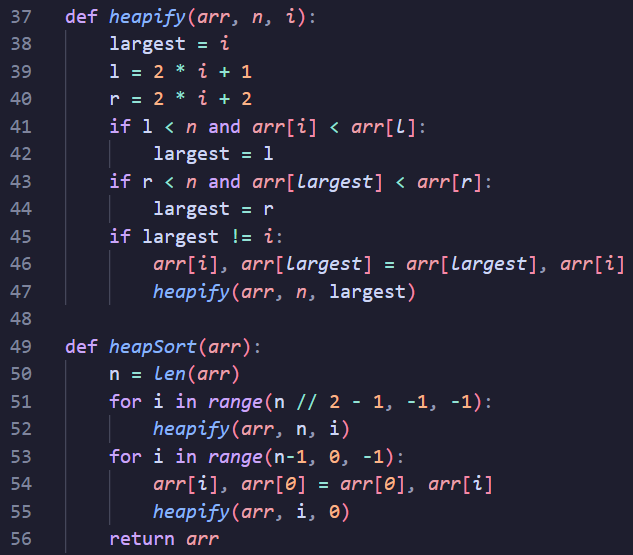 37 def heapify(arr, n, i):
38     largest = i
39     l = 2 * i + 1
40     r = 2 * i + 2
41     if l < n and arr[i] < arr[l]:
42         largest = l
43     if r < n and arr[largest] < arr[r]:
44         largest = r
45     if largest != i:
46         arr[i], arr[largest] = arr[largest], arr[i]
47         heapify(arr, n, largest)
48
49 def heapSort(arr):
50     n = len(arr)
51     for i in range(n // 2 - 1, -1, -1):
52         heapify(arr, n, i)
53     for i in range(n-1, 0, -1):
54         arr[i], arr[0] = arr[0], arr[i]
55         heapify(arr, i, 0)
56     return arr